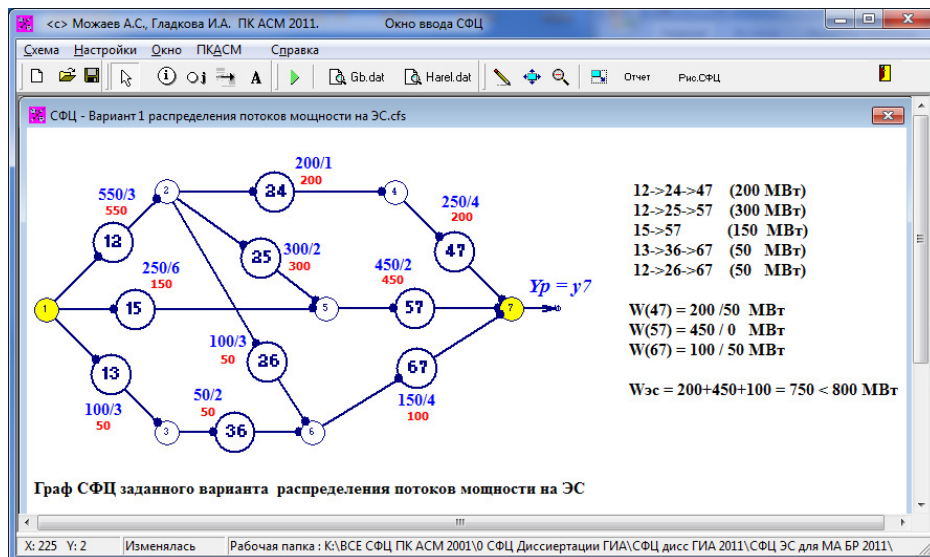 <c> Можаев А.С., Гладкова И.А. ПК АСМ 2011. Окно ввода СФЦ
Схема Настройки Окно ПКАСМ Справка
A Gb.dat Harel.dat Отчет Рис.СФЦ
СФЦ - Вариант 1 распределения потоков мощности на ЭС.cfs
200/1
200
24
2
4
550/3
550
12
250/4
200
47
25
300/2
300
250/6
150
15
450/2
450
57
Yp = y7
1
5
7
100/3
50
26
67
13
100/3
50
50/2
50
36
3
6
150/4
100
12->24->47 (200 МВт)
12->25->57 (300 МВт)
15->57 (150 МВт)
13->36->67 (50 МВт)
12->26->67 (50 МВт)
W(47) = 200 /50 МВт
W(57) = 450 / 0 МВт
W(67) = 100 / 50 МВт
Wэс = 200+450+100 = 750 < 800 МВт
Граф СФЦ заданного варианта распределения потоков мощности на ЭС
X: 225 Y: 2 Изменялась Рабочая папка : K:\ВСЕ СФЦ ПК АСМ 2001\0 СФЦ Диссиертации ГИА\СФЦ дисс ГИА 2011\СФЦ ЭС для МА БР 2011\